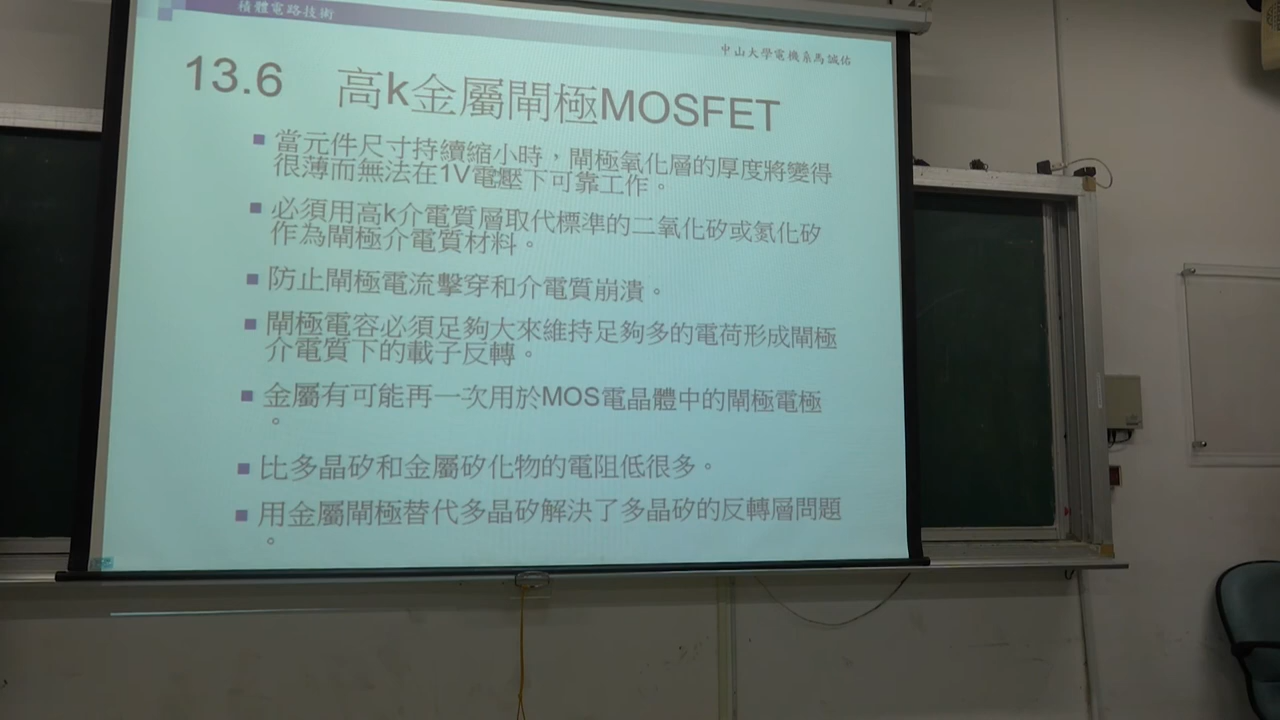 積體電路技術
中山大學電機系馬誠佑
13.6 高k金屬閘極MOSFET
當元件尺寸持續縮小時，閘極氧化層的厚度將變得
很薄而無法在1V電壓下可靠工作。
必須用高k介電質層取代標準的二氧化矽或氮化矽
作為閘極介電質材料。
防止閘極電流擊穿和介電質崩潰。
閘極電容必須足夠大來維持足夠多的電荷形成閘極
介電質下的載子反轉。
金屬有可能再一次用於MOS電晶體中的閘極電極
。
比多晶矽和金屬矽化物的電阻低很多。
用金屬閘極替代多晶矽解決了多晶矽的反轉層問題
。